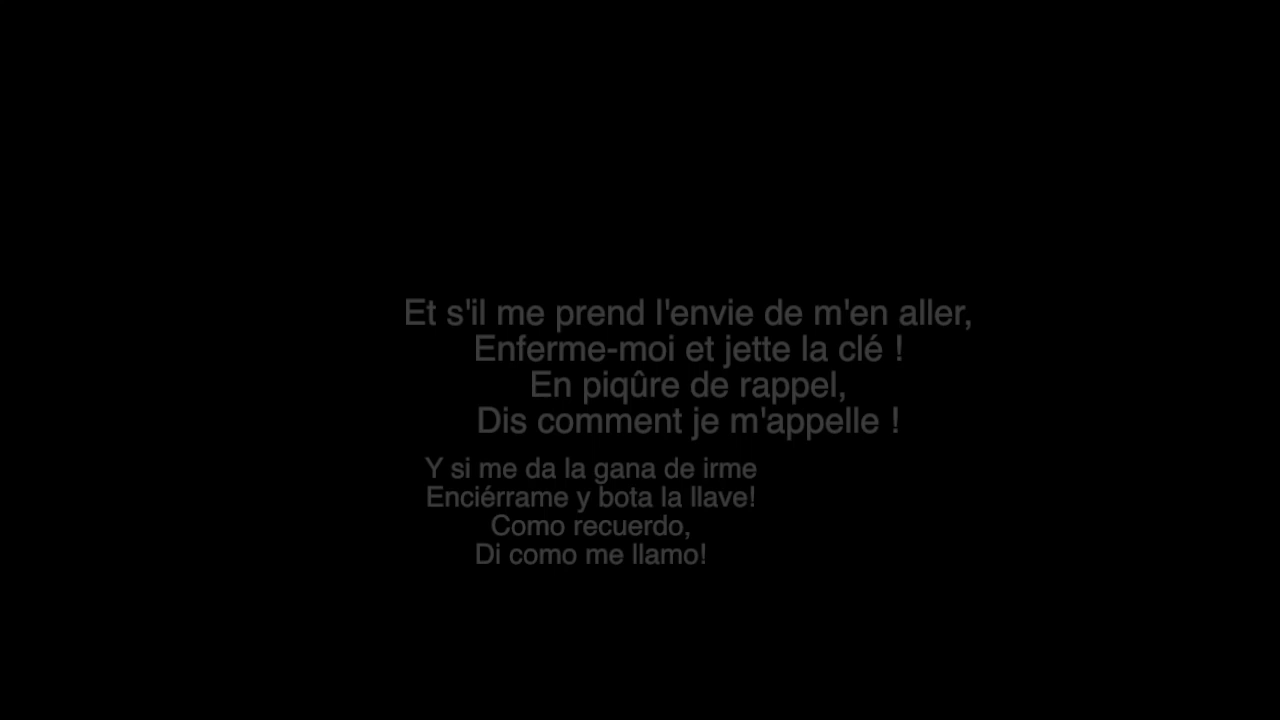 Et s'il me prend l'envie de m'en aller,
Enferme-moi et jette la clé !
En piqûre de rappel,
Dis comment je m'appelle !
Y si me da la gana de irme
Enciérrame y bota la llave!
Como recuerdo,
Di como me llamo!